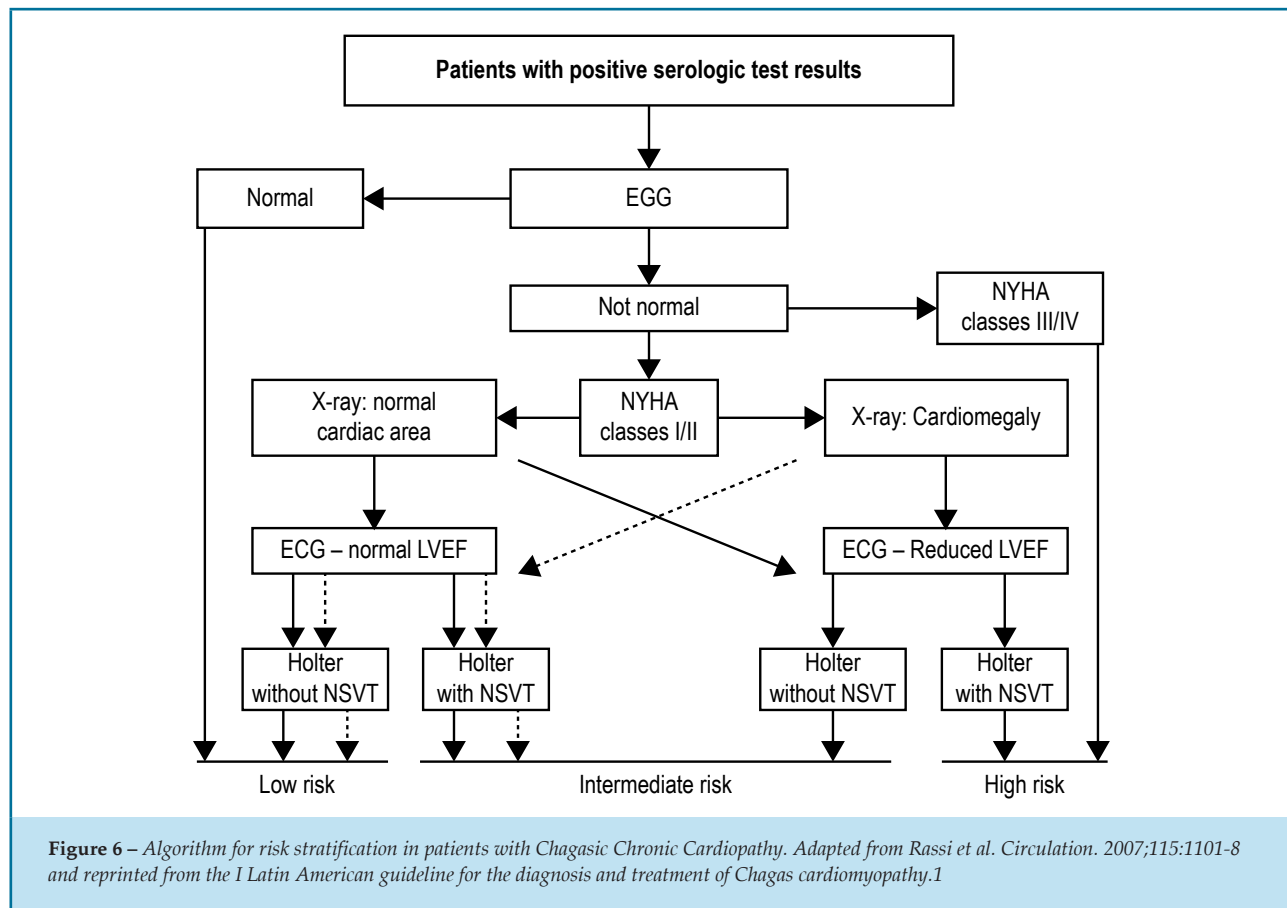 Patients with positive serologic test results
Normal
EGG
Not normal
NYHA
classes III/IV
X-ray: normal
cardiac area
NYHA
classes I/II
X-ray: Cardiomegaly
ECG – normal LVEF
ECG – Reduced LVEF
Holter
without NSVT
Holter
with NSVT
Holter
without NSVT
Holter
with NSVT
Low risk
Intermediate risk
High risk
Figure 6 – Algorithm for risk stratification in patients with Chagasic Chronic Cardiopathy. Adapted from Rassi et al. Circulation. 2007;115:1101-8
and reprinted from the I Latin American guideline for the diagnosis and treatment of Chagas cardiomyopathy.1